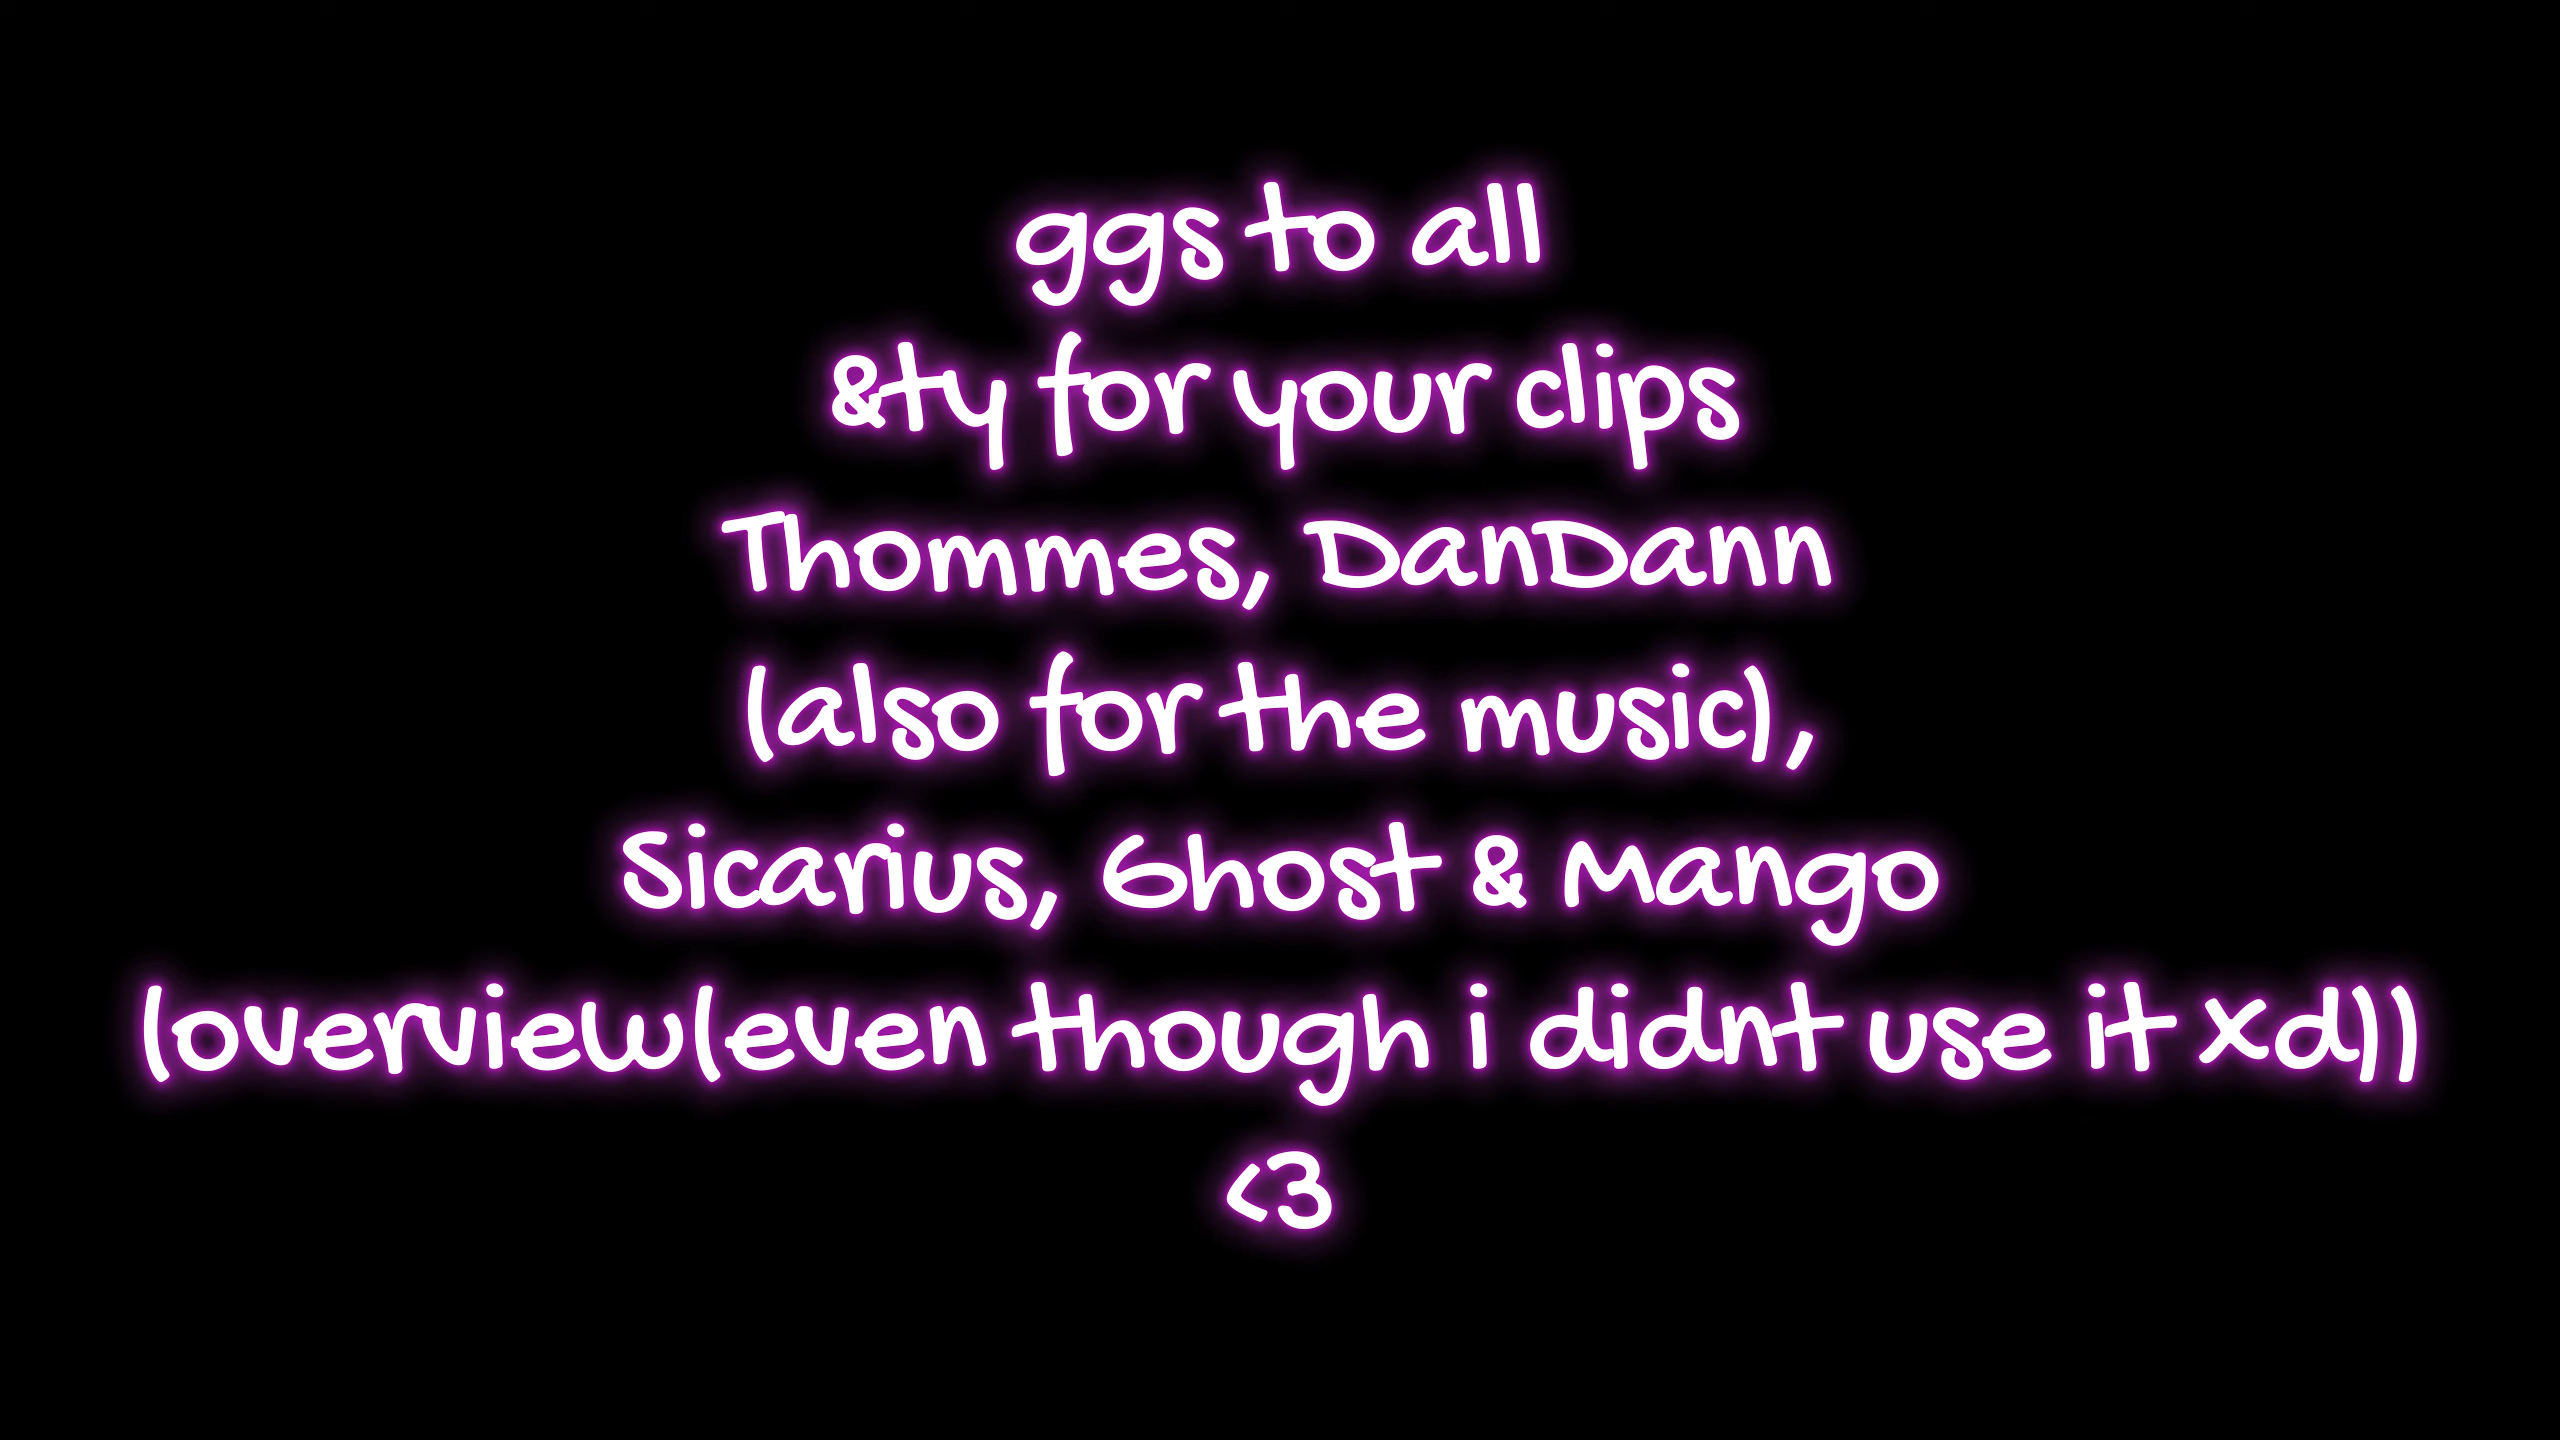 ggs to all
&ty for your clips
Thommes, DanDann
(also for the music),
Sicarius, Ghost & Mango
(overview(even though i didnt use it xd))
<3